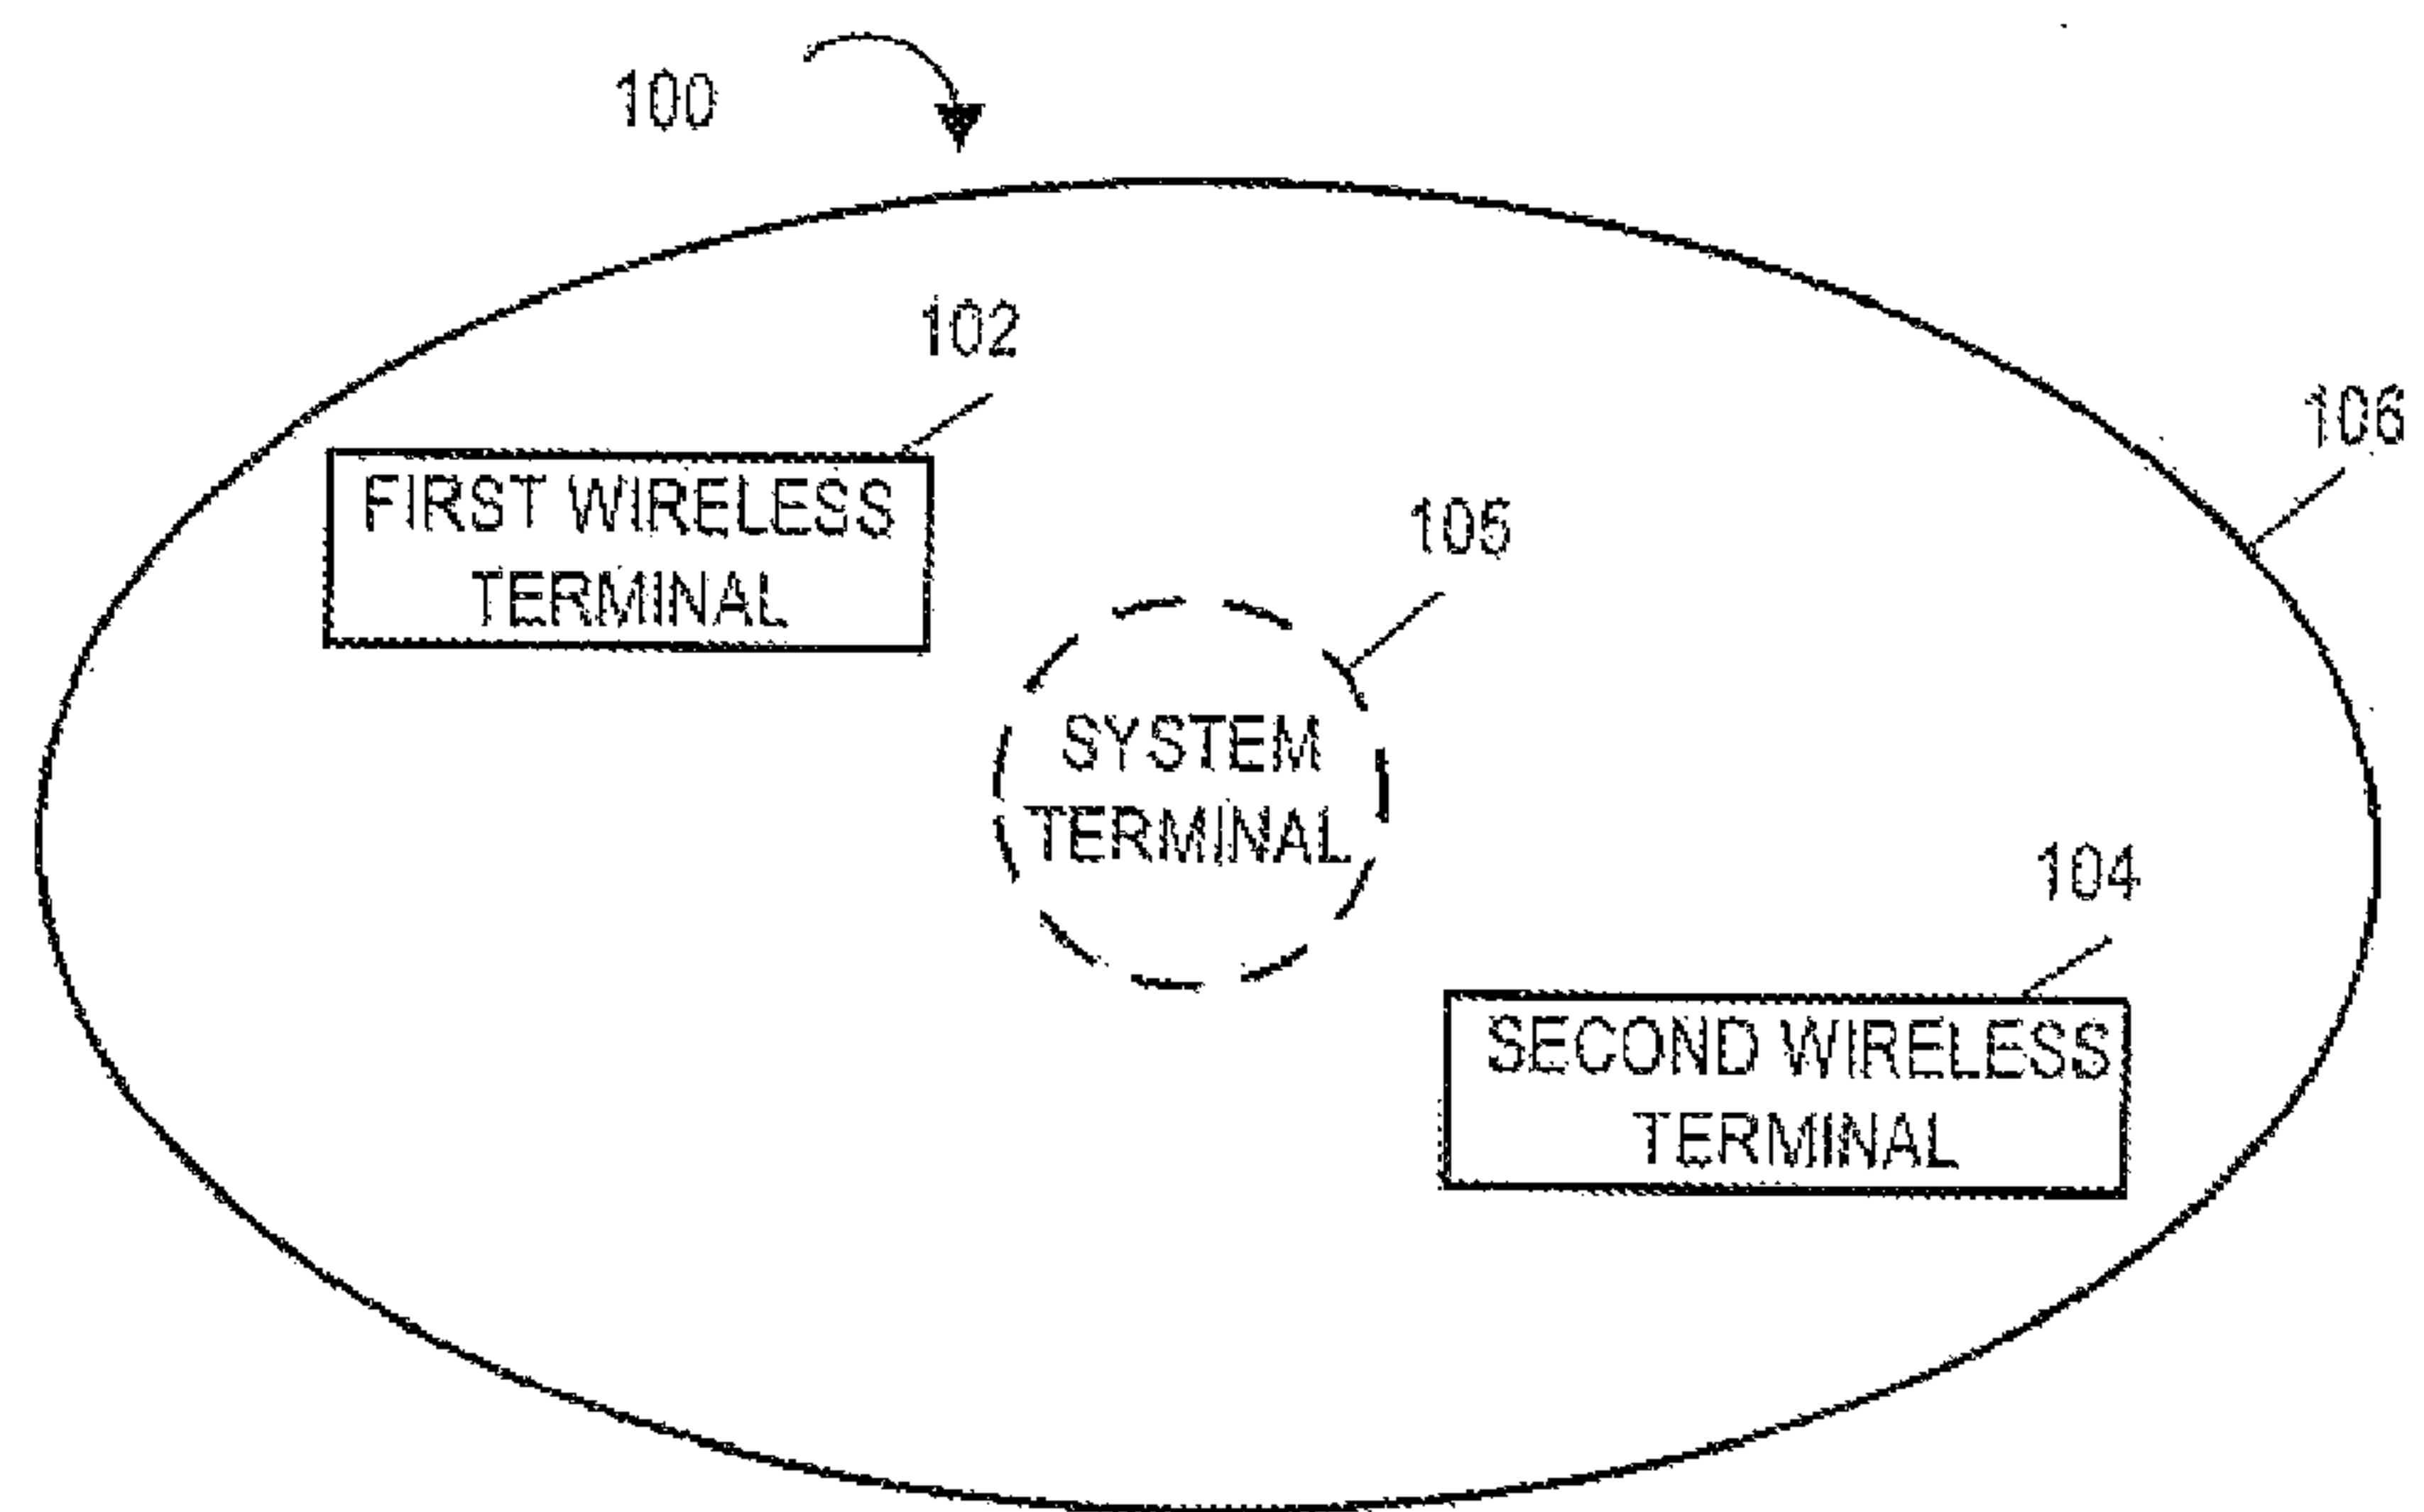 100
102
106
FIRST WIRELESS
TERMINAL
105
SYSTEM
TERMINAL
104
SECOND WIRELESS
TERMINAL